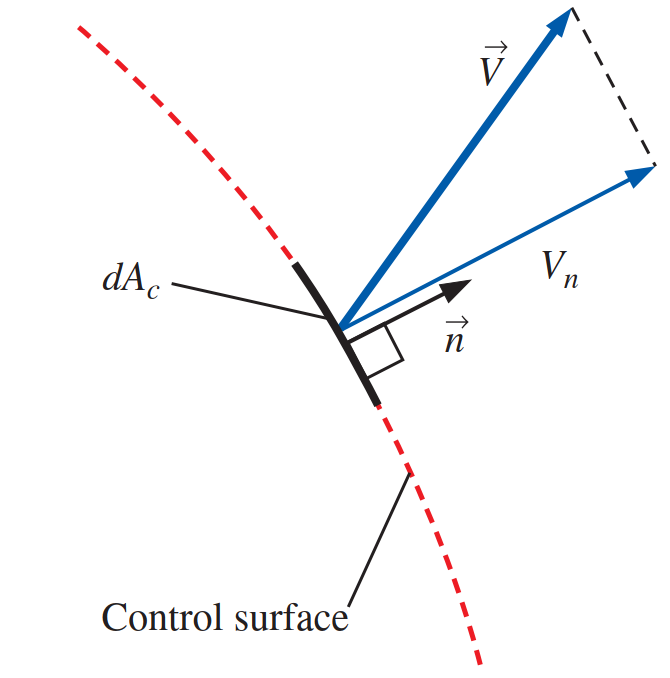 V⃗
dA_c
V_n
n⃗
Control surface